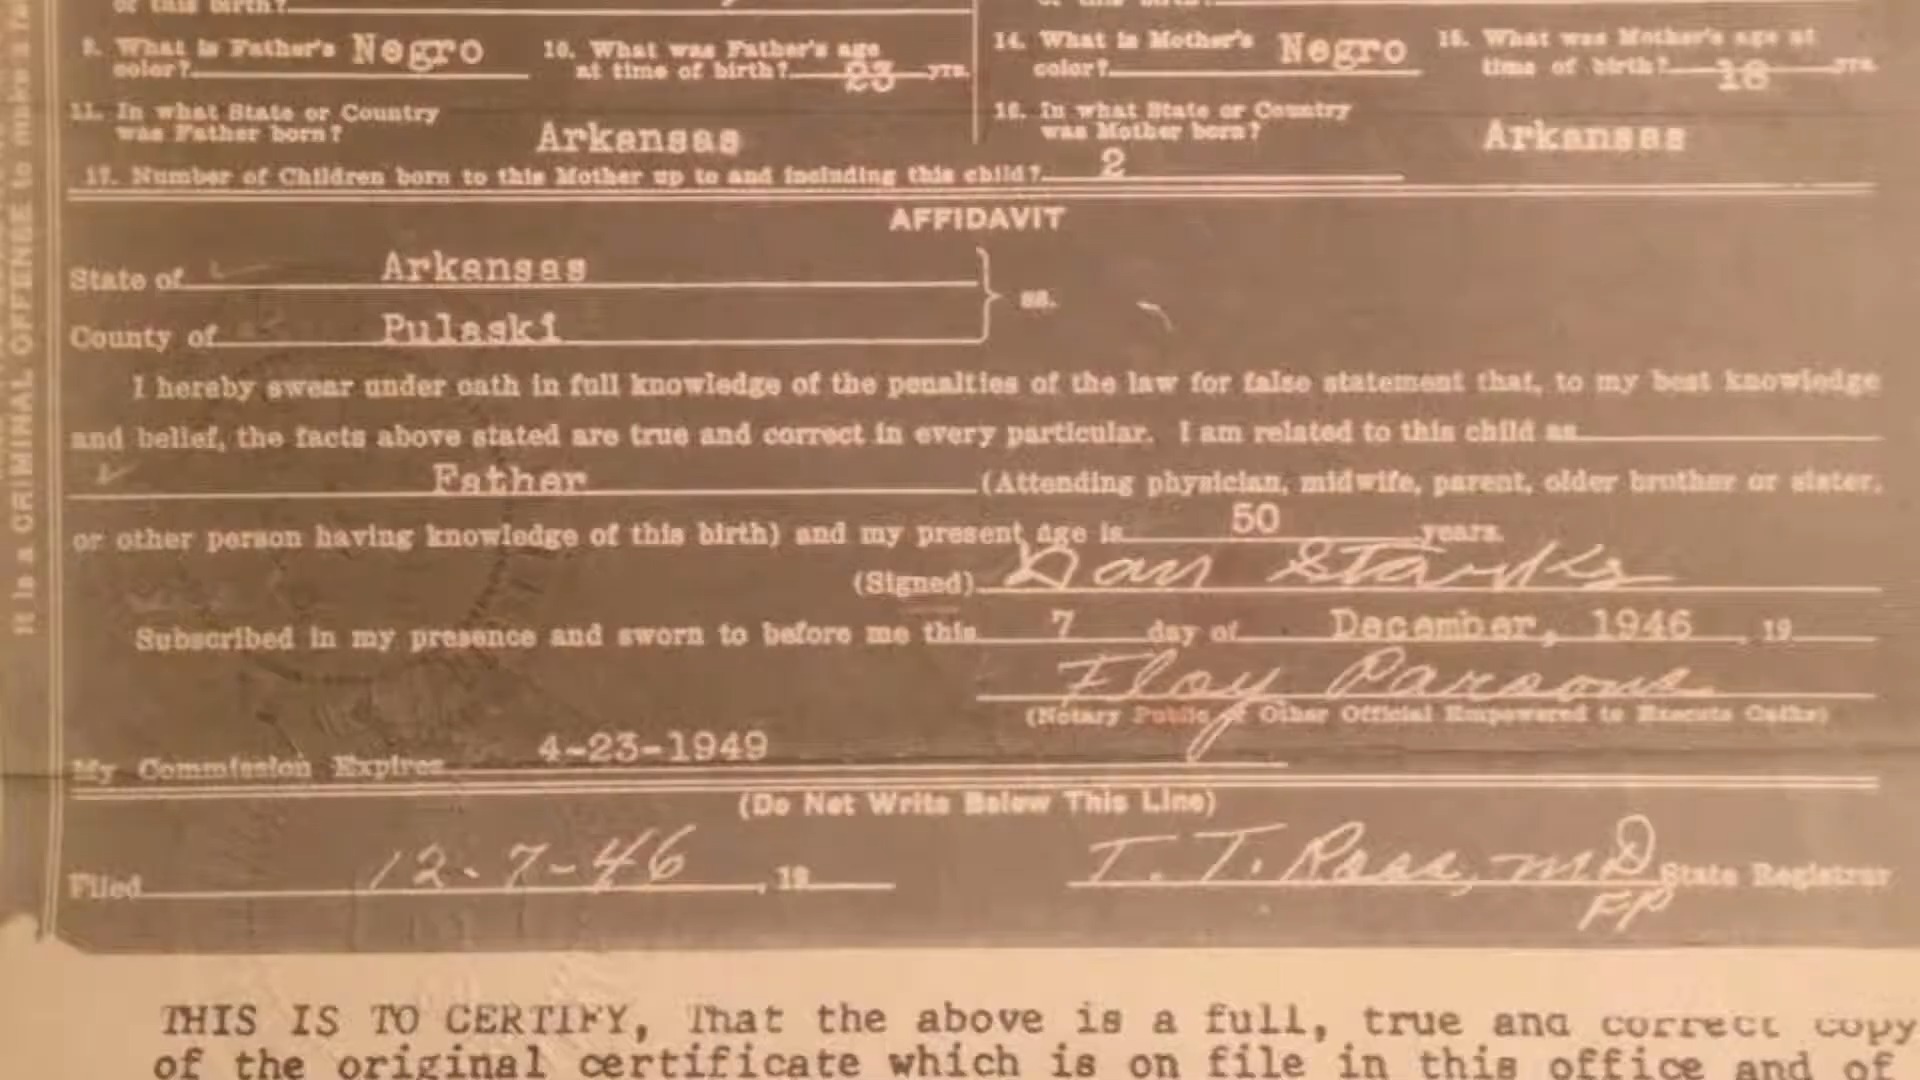 of this birth?
of this birth?
9. What is Father's color? Negro
10. What was Father's age at time of birth? 23 yrs.
14. What is Mother's color? Negro
15. What was Mother's age at time of birth? 18 yrs.
11. In what State or Country was Father born? Arkansas
16. In what State or Country was Mother born? Arkansas
17. Number of Children born to this Mother up to and including this child? 2
AFFIDAVIT
State of Arkansas
ss.
County of Pulaski
I hereby swear under oath in full knowledge of the penalties of the law for false statement that, to my best knowledge
and belief, the facts above stated are true and correct in every particular. I am related to this child as
Father (Attending physician, midwife, parent, older brother or sister,
or other person having knowledge of this birth) and my present age is 50 years.
(Signed) Dan Starks
Subscribed in my presence and sworn to before me this 7 day of December, 1946, 19
Floy Parsons
(Notary Public or Other Official Empowered to Execute Oaths)
My Commission Expires 4-23-1949
(Do Not Write Below This Line)
Filed 12-7-46, 19
T. T. Ross, MD State Registrar
FP
THIS IS TO CERTIFY, That the above is a full, true and correct copy
of the original certificate which is on file in this office and of
It is a CRIMINAL OFFENSE to make a